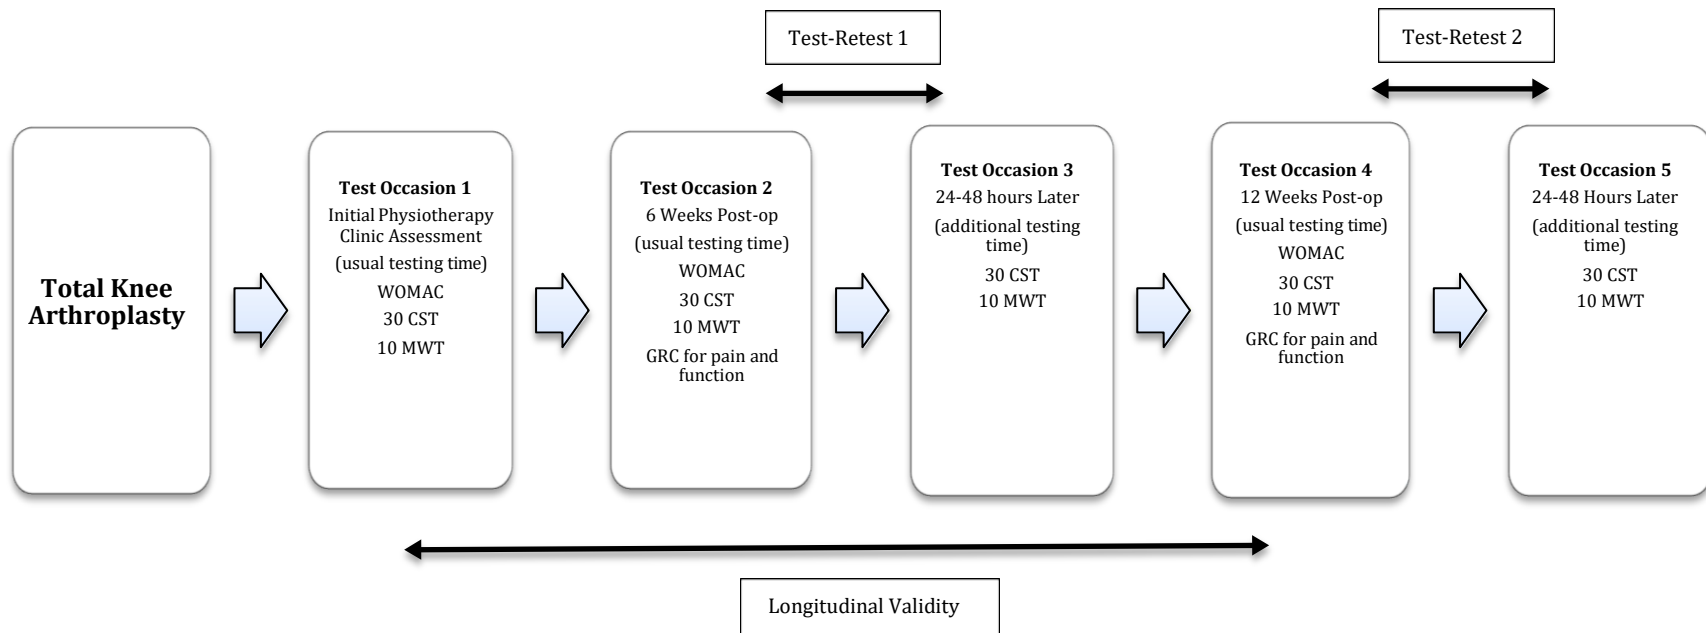 Test-Retest 1
Test-Retest 2
Total Knee
Arthroplasty
Test Occasion 1
Initial Physiotherapy
Clinic Assessment
(usual testing time)
WOMAC
30 CST
10 MWT
Test Occasion 2
6 Weeks Post-op
(usual testing time)
WOMAC
30 CST
10 MWT
GRC for pain and
function
Test Occasion 3
24-48 hours Later
(additional testing
time)
30 CST
10 MWT
Test Occasion 4
12 Weeks Post-op
(usual testing time)
WOMAC
30 CST
10 MWT
GRC for pain and
function
Test Occasion 5
24-48 Hours Later
(additional testing
time)
30 CST
10 MWT
Longitudinal Validity